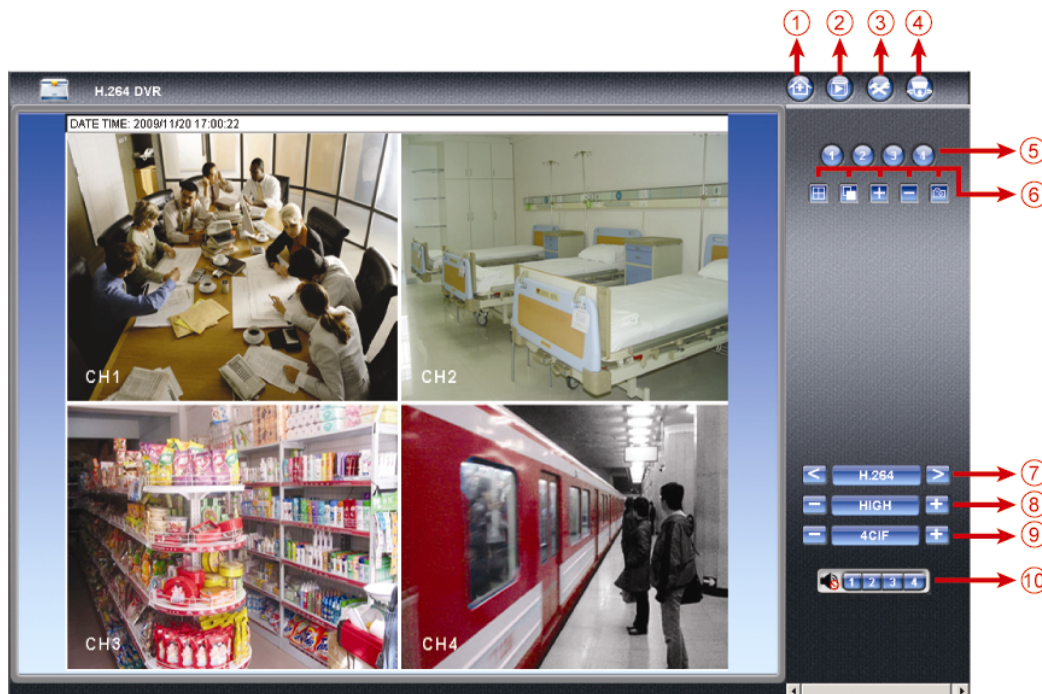 1 2 3 4
H.264 DVR
DATE TIME: 2009/11/20 17:00:22
CH1
CH2
CH3
CH4
1 2 3 4
5
6
< H.264 >
7
− HIGH +
8
− 4CIF +
9
1 2 3 4
10